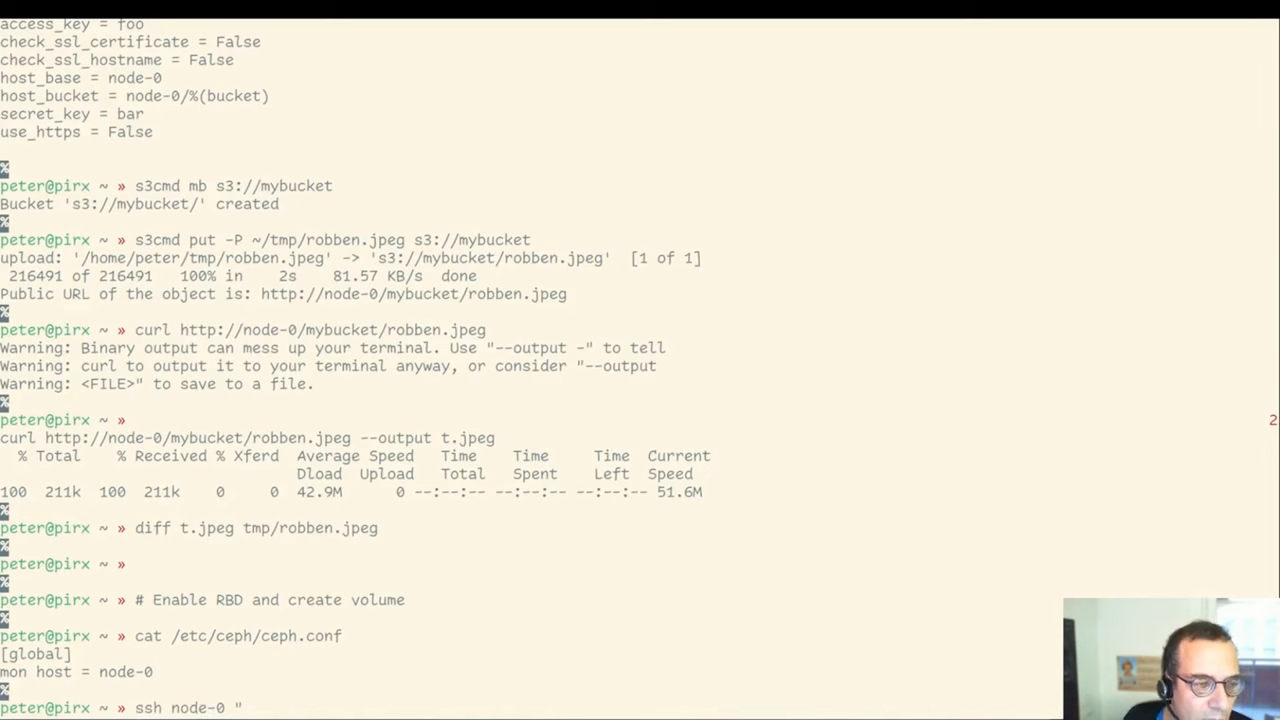 access_key = foo
check_ssl_certificate = False
check_ssl_hostname = False
host_base = node-0
host_bucket = node-0/%(bucket)
secret_key = bar
use_https = False
%
peter@pirx ~ » s3cmd mb s3://mybucket
Bucket 's3://mybucket/' created
%
peter@pirx ~ » s3cmd put -P ~/tmp/robben.jpeg s3://mybucket
upload: '/home/peter/tmp/robben.jpeg' -> 's3://mybucket/robben.jpeg'  [1 of 1]
 216491 of 216491   100% in    2s    81.57 KB/s  done
Public URL of the object is: http://node-0/mybucket/robben.jpeg
%
peter@pirx ~ » curl http://node-0/mybucket/robben.jpeg
Warning: Binary output can mess up your terminal. Use "--output -" to tell
Warning: curl to output it to your terminal anyway, or consider "--output
Warning: <FILE>" to save to a file.
%
peter@pirx ~ » 2
curl http://node-0/mybucket/robben.jpeg --output t.jpeg
  % Total    % Received % Xferd  Average Speed   Time    Time     Time  Current
                                 Dload  Upload   Total   Spent    Left  Speed
100  211k  100  211k    0     0  42.9M      0 --:--:-- --:--:-- --:--:-- 51.6M
%
peter@pirx ~ » diff t.jpeg tmp/robben.jpeg
%
peter@pirx ~ »
%
peter@pirx ~ » # Enable RBD and create volume
%
peter@pirx ~ » cat /etc/ceph/ceph.conf
[global]
mon host = node-0
%
peter@pirx ~ » ssh node-0 "